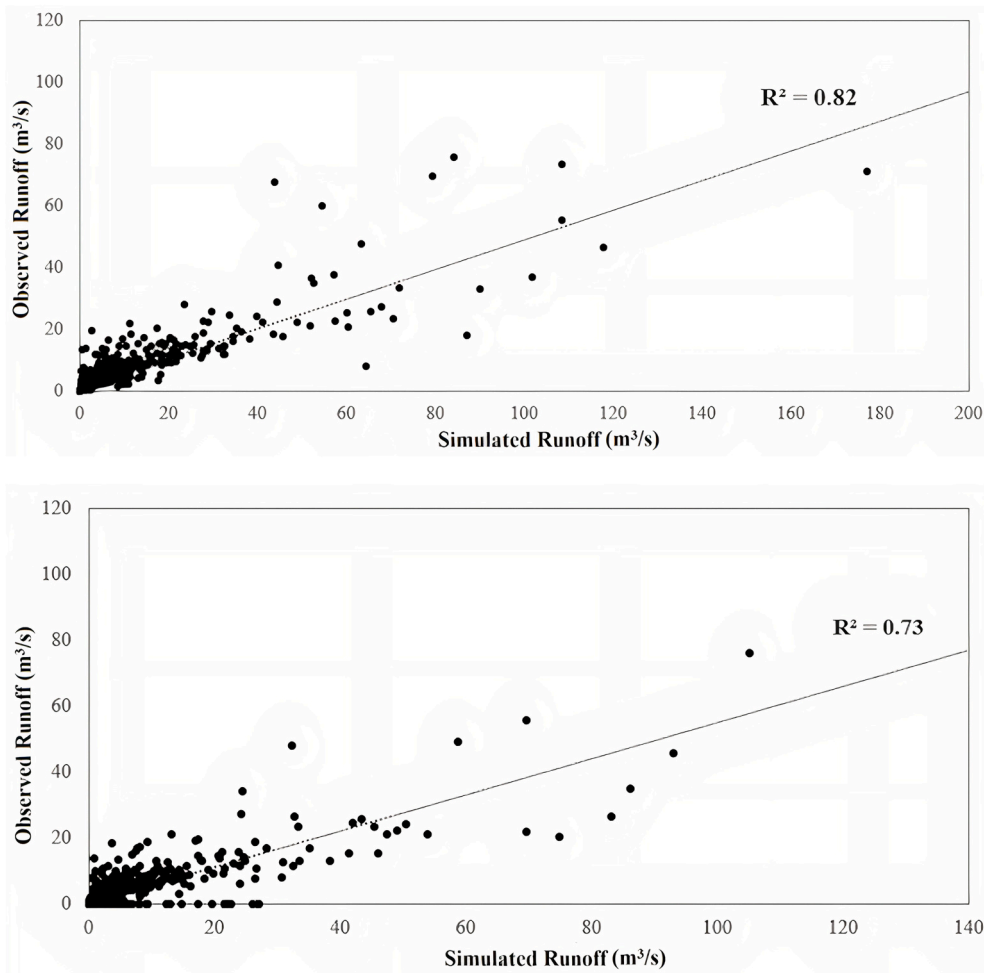 120
100
80
60
40
20
0
Observed Runoff (m³/s)
R² = 0.82
0 20 40 60 80 100 120 140 160 180 200
Simulated Runoff (m³/s)
120
100
80
60
40
20
0
Observed Runoff (m³/s)
R² = 0.73
0 20 40 60 80 100 120 140
Simulated Runoff (m³/s)